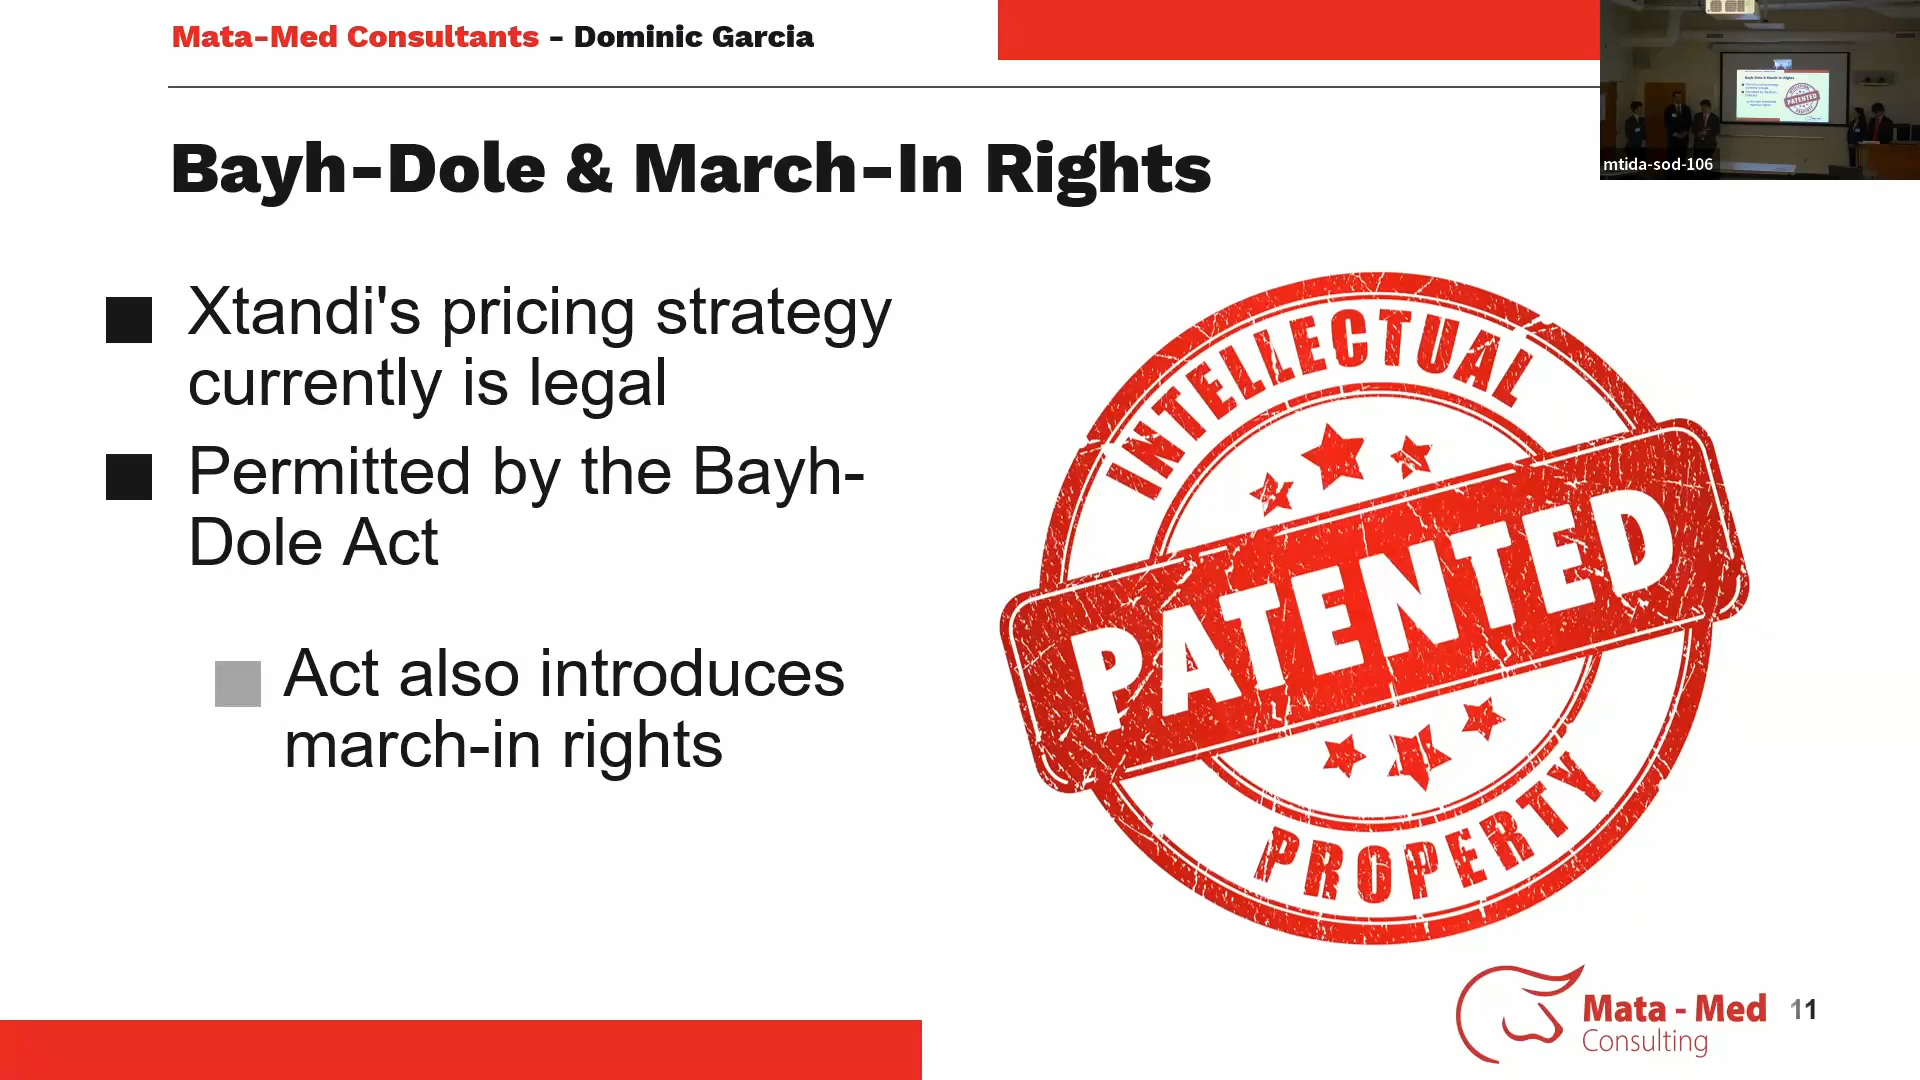 Mata-Med Consultants - Dominic Garcia
mtida-sod-106
Bayh-Dole & March-In Rights
Xtandi's pricing strategy
currently is legal
Permitted by the Bayh-
Dole Act
Act also introduces
march-in rights
INTELLECTUAL
PATENTED
PROPERTY
Mata - Med
Consulting
11